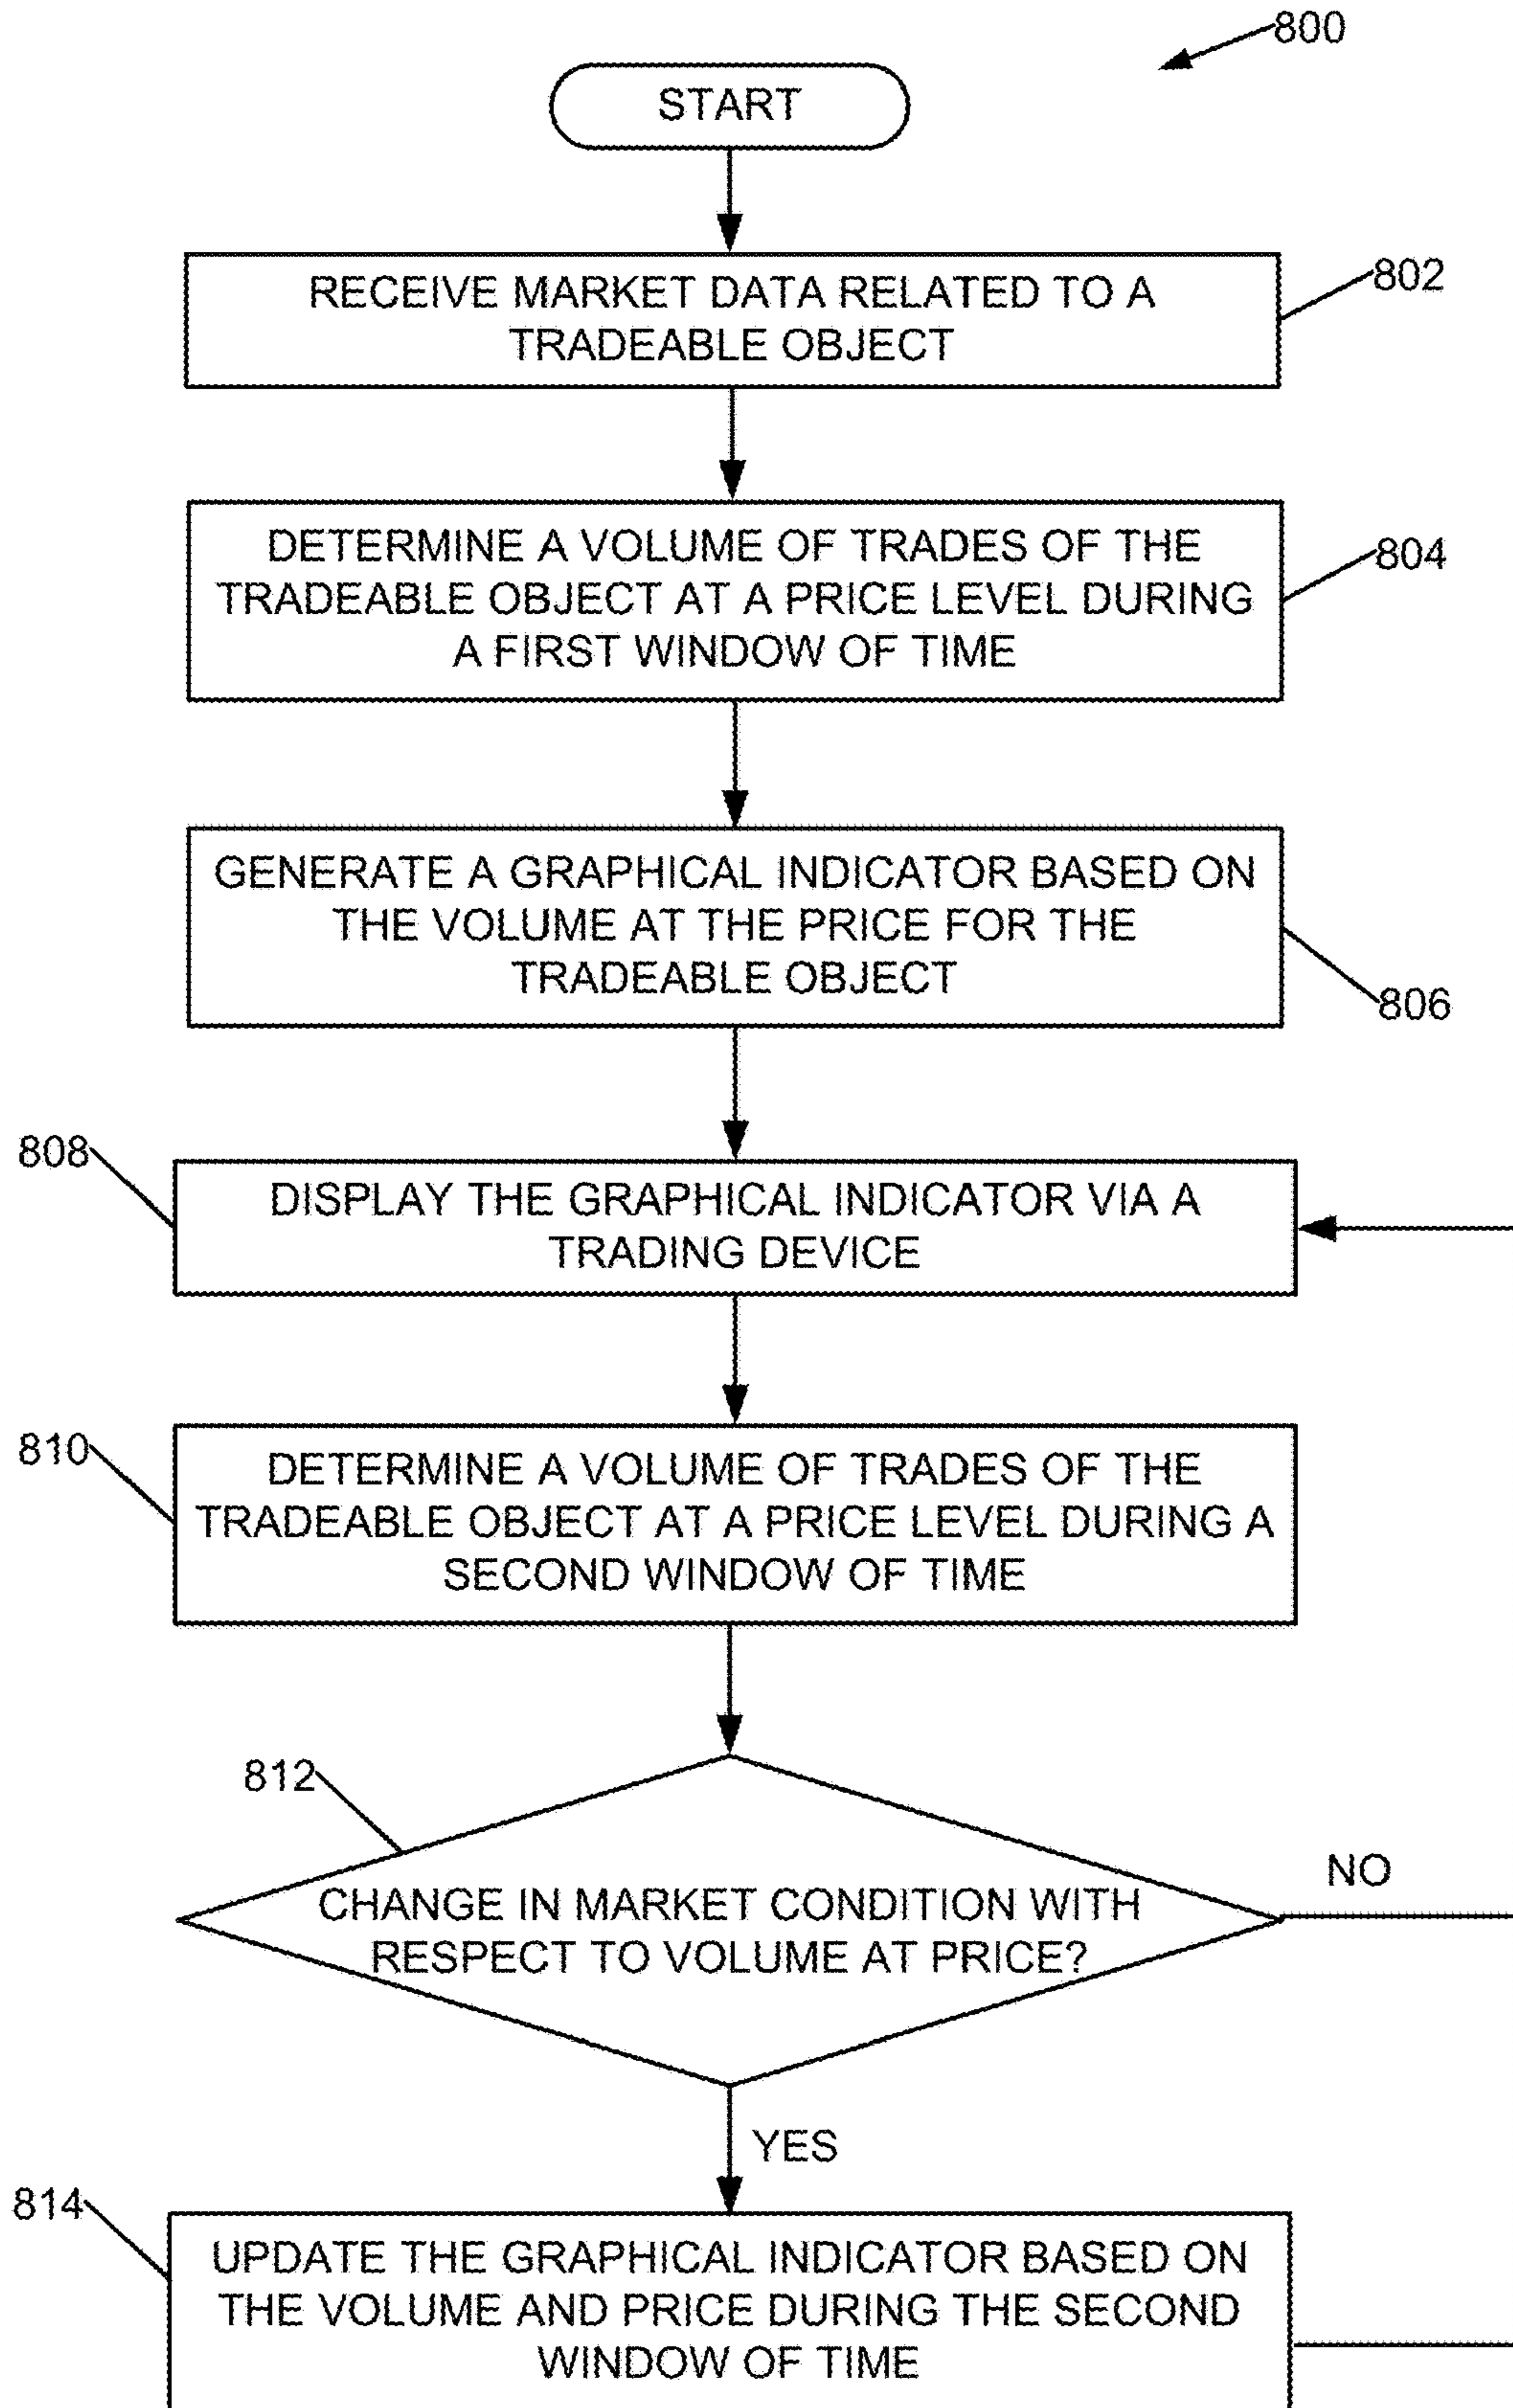 800
START
RECEIVE MARKET DATA RELATED TO A
TRADEABLE OBJECT
802
DETERMINE A VOLUME OF TRADES OF THE
TRADEABLE OBJECT AT A PRICE LEVEL DURING
A FIRST WINDOW OF TIME
804
GENERATE A GRAPHICAL INDICATOR BASED ON
THE VOLUME AT THE PRICE FOR THE
TRADEABLE OBJECT
806
808
DISPLAY THE GRAPHICAL INDICATOR VIA A
TRADING DEVICE
810
DETERMINE A VOLUME OF TRADES OF THE
TRADEABLE OBJECT AT A PRICE LEVEL DURING A
SECOND WINDOW OF TIME
812
CHANGE IN MARKET CONDITION WITH
RESPECT TO VOLUME AT PRICE?
NO
YES
814
UPDATE THE GRAPHICAL INDICATOR BASED ON
THE VOLUME AND PRICE DURING THE SECOND
WINDOW OF TIME